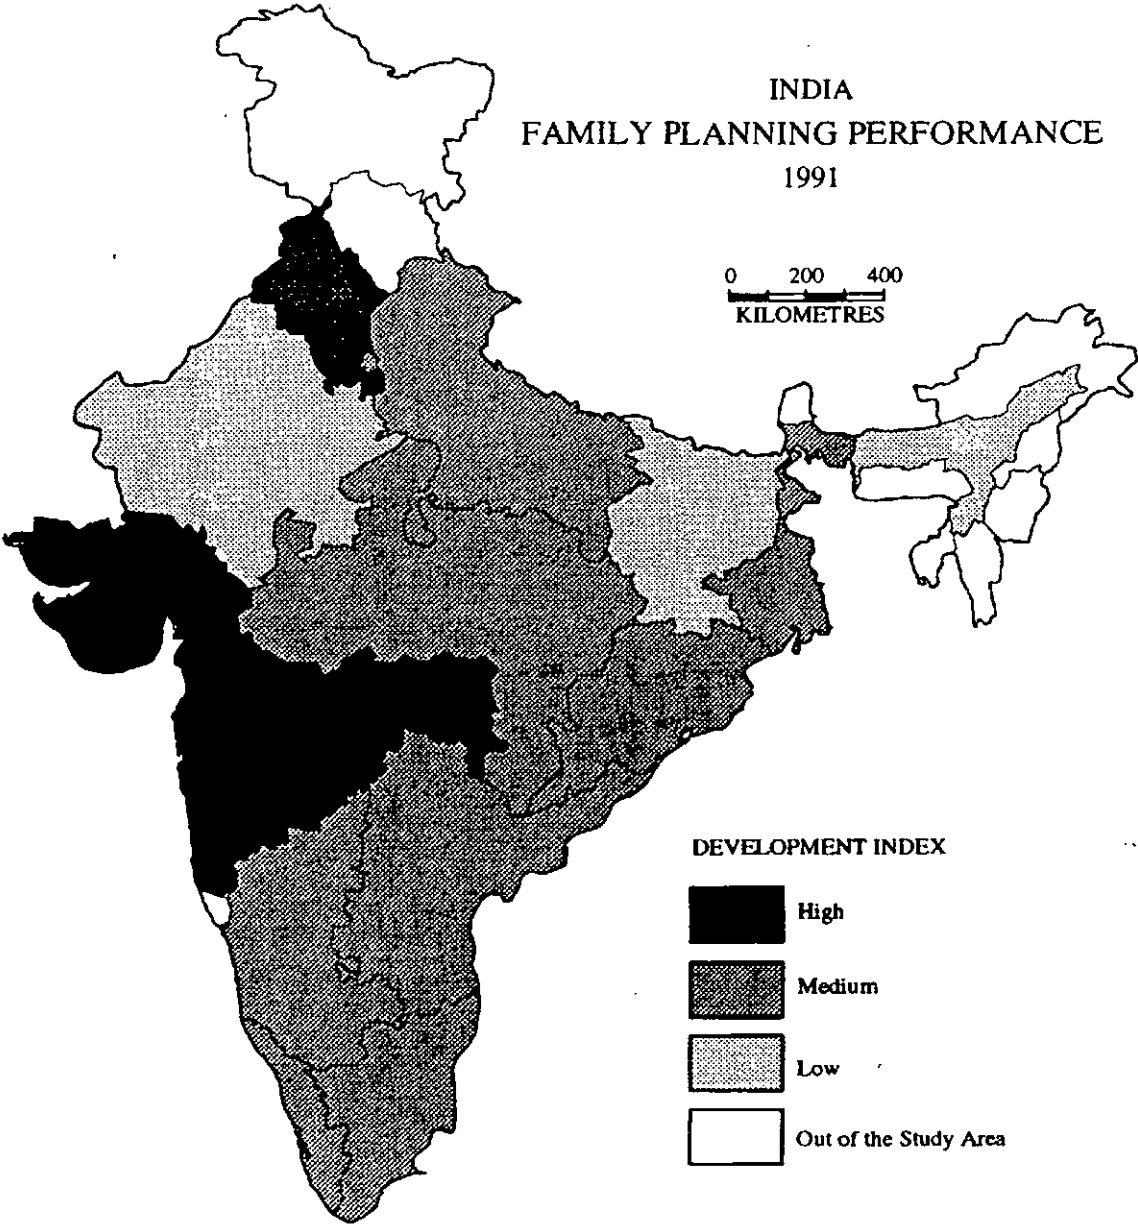 INDIA
FAMILY PLANNING PERFORMANCE
1991
0 200 400
KILOMETRES
DEVELOPMENT INDEX
High
Medium
Low
Out of the Study Area